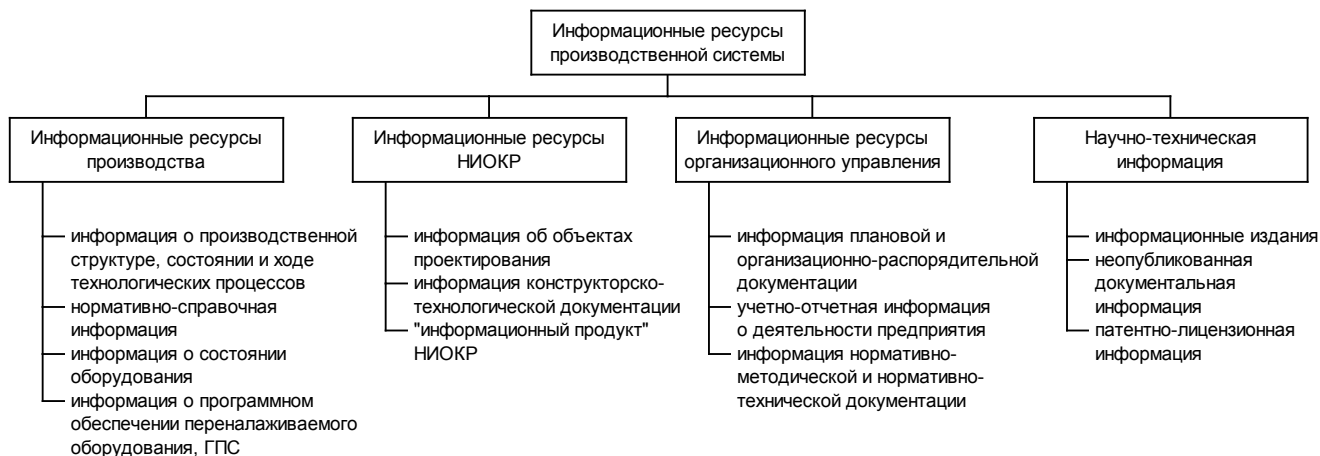 Информационные ресурсы
производственной системы
Информационные ресурсы
производства
информация о производственной
структуре, состоянии и ходе
технологических процессов
нормативно-справочная
информация
информация о состоянии
оборудования
информация о программном
обеспечении переналаживаемого
оборудования, ГПС
Информационные ресурсы
НИОКР
информация об объектах
проектирования
информация конструкторско-
технологической документации
"информационный продукт"
НИОКР
Информационные ресурсы
организационного управления
информация плановой и
организационно-распорядительной
документации
учетно-отчетная информация
о деятельности предприятия
информация нормативно-
методической и нормативно-
технической документации
Научно-техническая
информация
информационные издания
неопубликованная
документальная
информация
патентно-лицензионная
информация